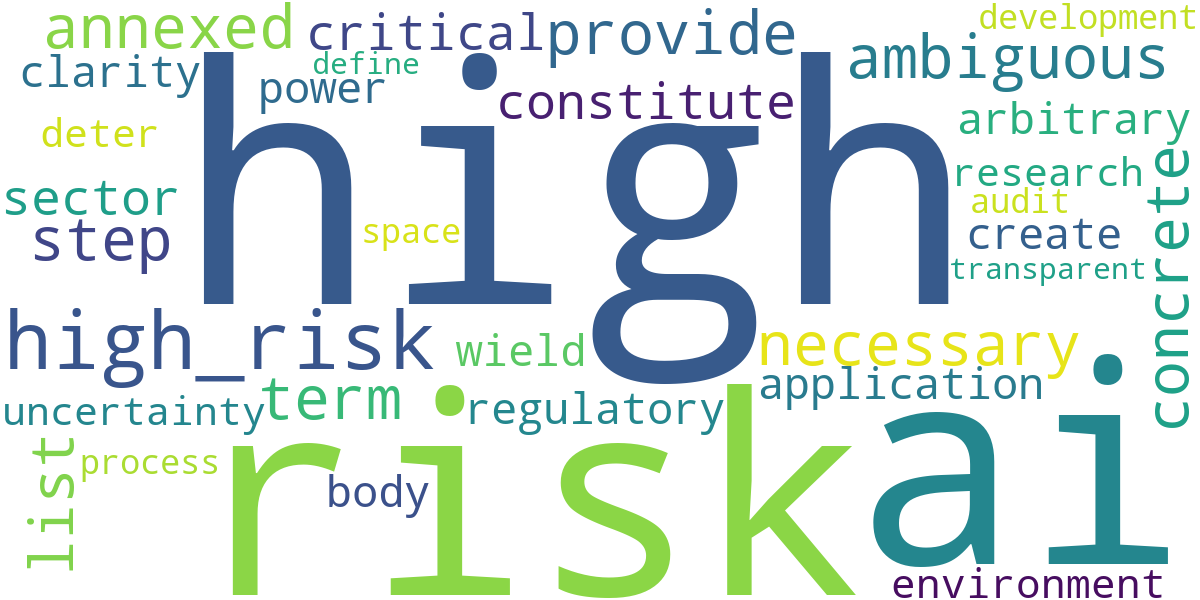 annexed
critical
provide
development
clarity
define
power
ambiguous
constitute
deter
high
arbitrary
concrete
sector
step
space
research
audit
create
transparent
high_risk
wield
necessary
term
application
ai
uncertainty
regulatory
list
process
risk
body
environment